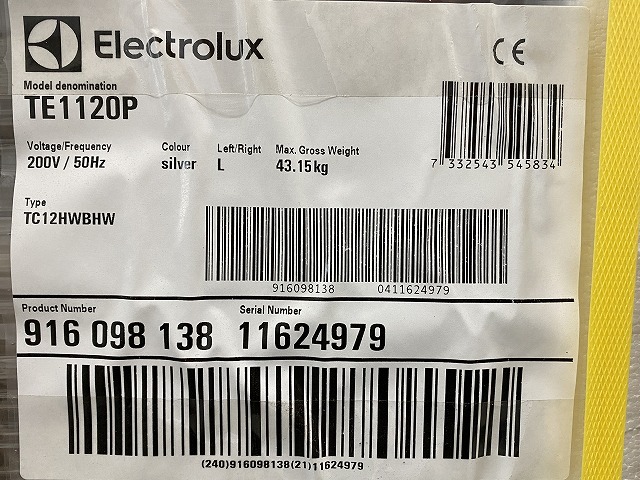 Electrolux
CE
Model denomination
TE1120P
7 332543 545834
Voltage/Frequency Colour Left/Right Max. Gross Weight
200V / 50Hz silver L 43.15kg
Type
TC12HWBHW
916098138 0411624979
Product Number Serial Number
916 098 138 11624979
(240)916098138(21)11624979